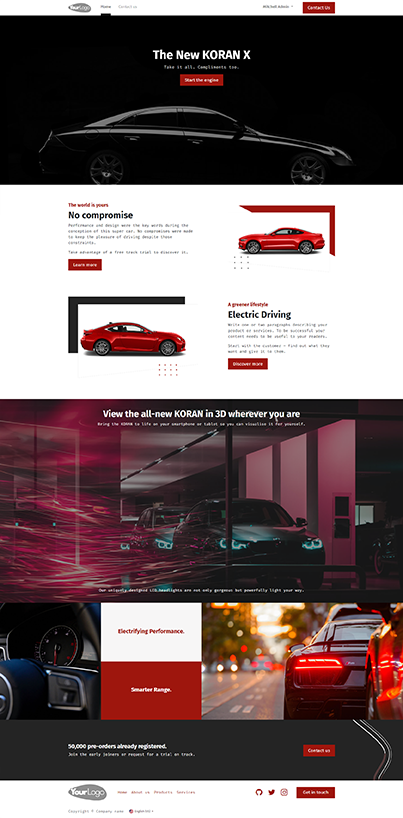 YourLogo Home Contact us Mitchell Admin Contact Us
The New KORAN X
Take it all. Compliments too.
Start the engine
The world is yours
No compromise
Performance and design were the key words during the
conception of this super car. No compromises were made
to keep the pleasure of driving despite those
constraints.
Take advantage of a free track trial to discover it.
Learn more
A greener lifestyle
Electric Driving
Write one or two paragraphs describing your
product or services. To be successful your
content needs to be useful to your readers.
Start with the customer – find out what they
want and give it to them.
Discover more
View the all-new KORAN in 3D wherever you are
Bring the KORAN to life on your smartphone or tablet so you can visualise it for yourself.
Our uniquely designed LED headlights are not only gorgeous but powerfully light your way.
Electrifying Performance.
Smarter Range.
50,000 pre-orders already registered.
Join the early joiners or request for a trial on track.
Contact us
YourLogo Home About us Products Services Get in touch
Copyright © Company name English (US)